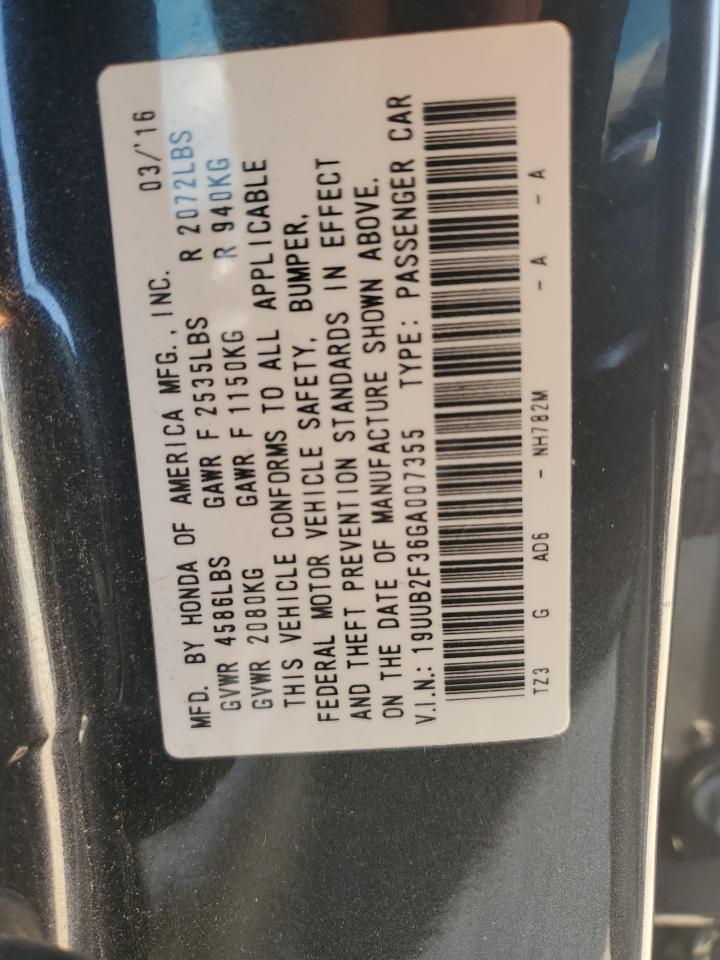 MFD. BY HONDA OF AMERICA MFG., INC. 03/'16
GVWR 4586LBS GAWR F 2535LBS R 2072LBS
GVWR 2080KG GAWR F 1150KG R 940KG
THIS VEHICLE CONFORMS TO ALL APPLICABLE
FEDERAL MOTOR VEHICLE SAFETY, BUMPER,
AND THEFT PREVENTION STANDARDS IN EFFECT
ON THE DATE OF MANUFACTURE SHOWN ABOVE.
V.I.N.: 19UUB2F36GA007355 TYPE: PASSENGER CAR
TZ3 G AD6 - NH782M - A - A